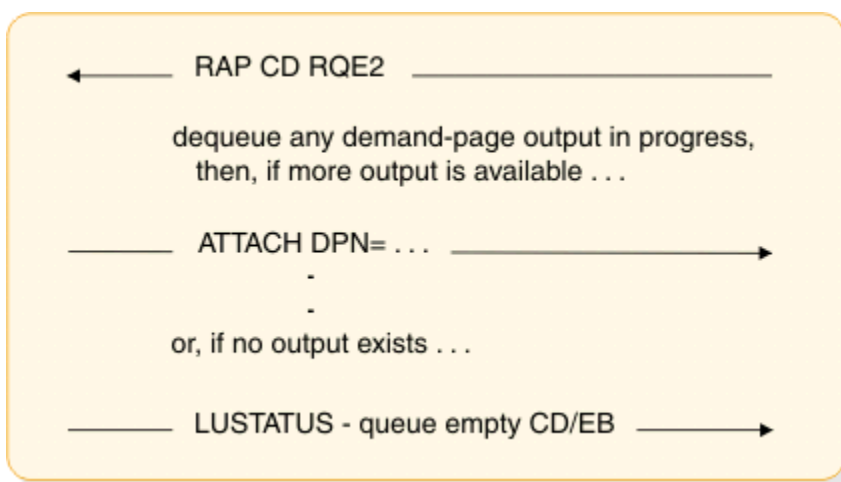 RAP CD RQE2
dequeue any demand-page output in progress,
then, if more output is available . . .
ATTACH DPN= . . .
-
-
or, if no output exists . . .
LUSTATUS - queue empty CD/EB